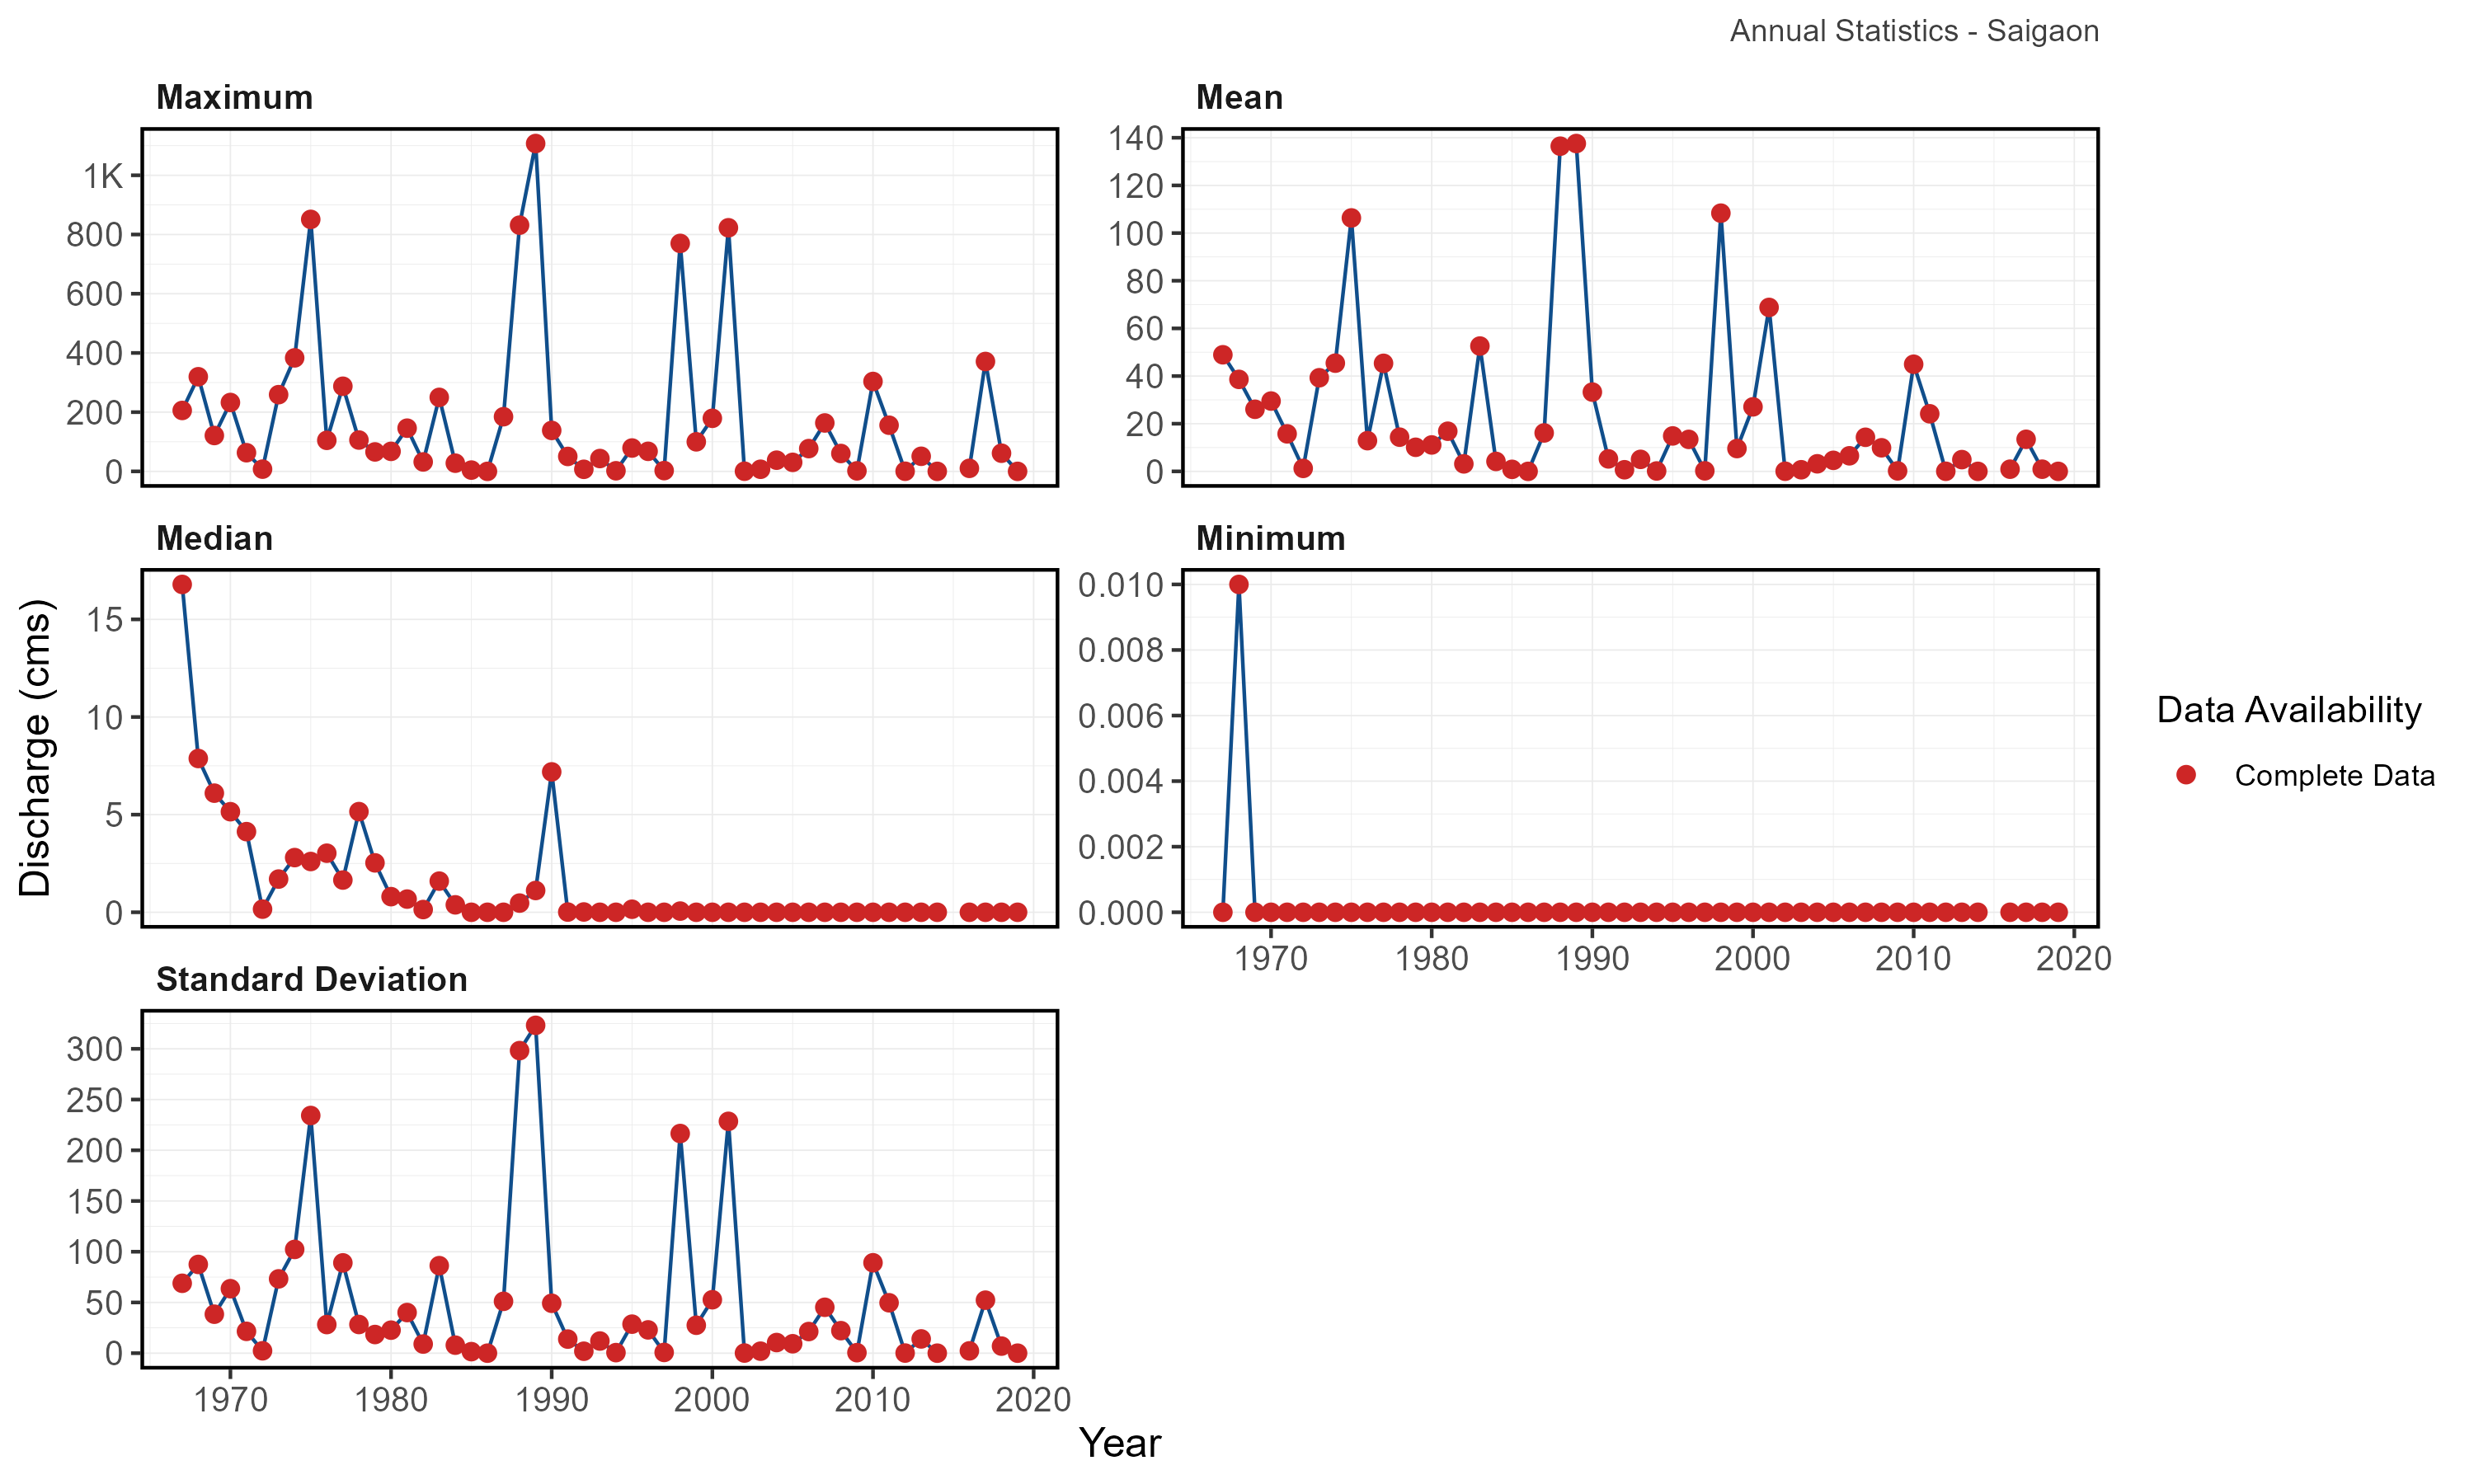 Annual Statistics - Saigaon
Maximum
1K
800
600
400
200
0
Mean
140
120
100
80
60
40
20
0
Discharge (cms)
Median
15
10
5
0
Minimum
0.010
0.008
0.006
0.004
0.002
0.000
1970 1980 1990 2000 2010 2020
Standard Deviation
300
250
200
150
100
50
0
1970 1980 1990 2000 2010 2020
Year
Data Availability
Complete Data